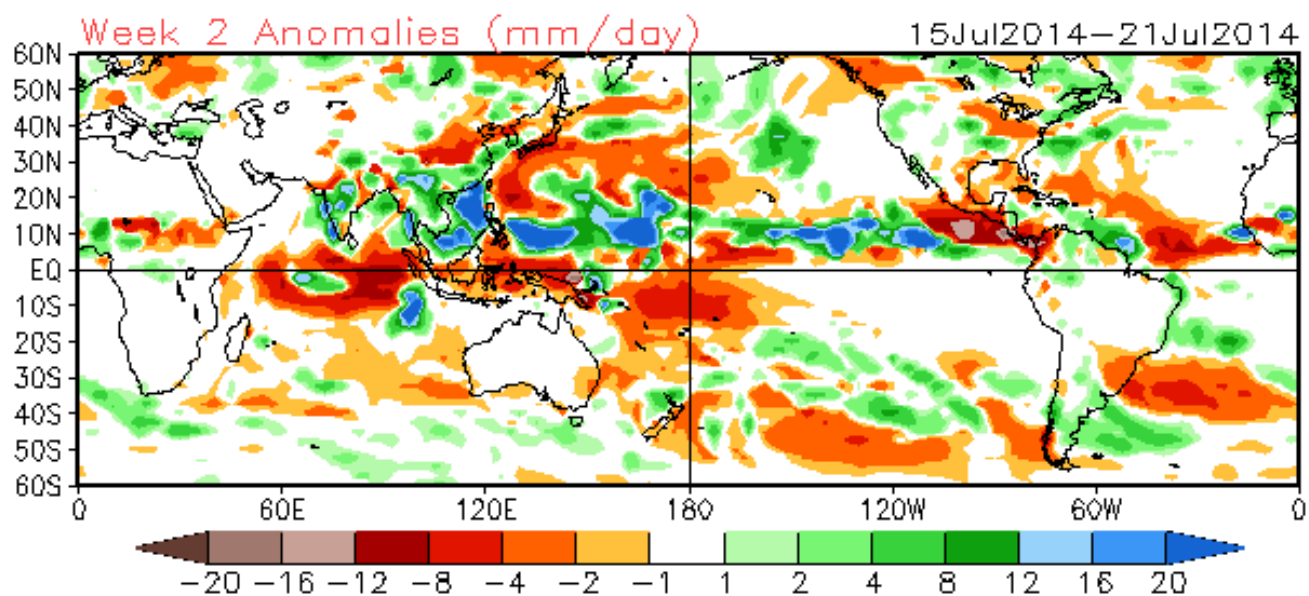 Week 2 Anomalies (mm/day) 15Jul2014-21Jul2014
60N
50N
40N
30N
20N
10N
EQ
10S
20S
30S
40S
50S
60S
0 60E 120E 180 120W 60W 0
-20 -16 -12 -8 -4 -2 -1 1 2 4 8 12 16 20